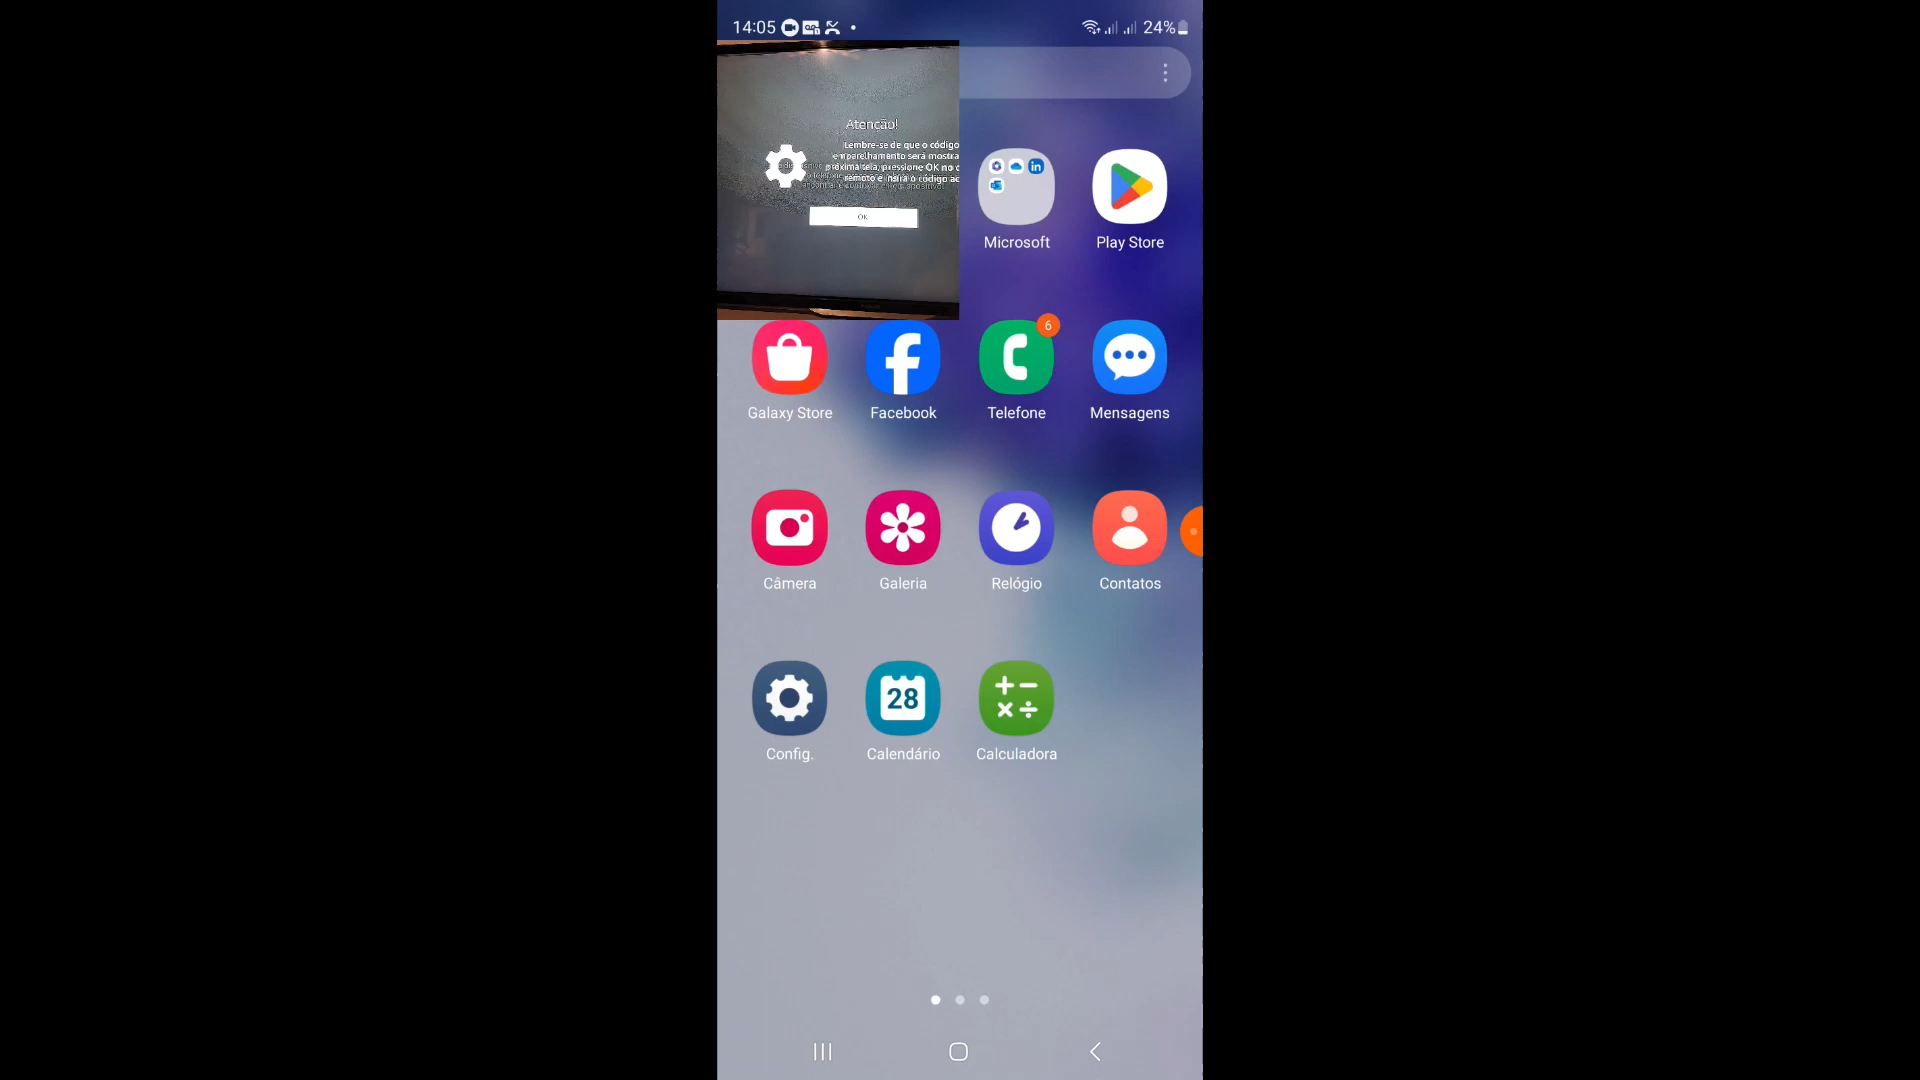 14:05
24%
Atenção!
Lembre-se de que o código
emparelhamento será mostra
próxima tela, pressione OK no c
remoto e insira o código ac
OK
Microsoft
Play Store
6
Galaxy Store
Facebook
Telefone
Mensagens
Câmera
Galeria
Relógio
Contatos
28
Config.
Calendário
Calculadora